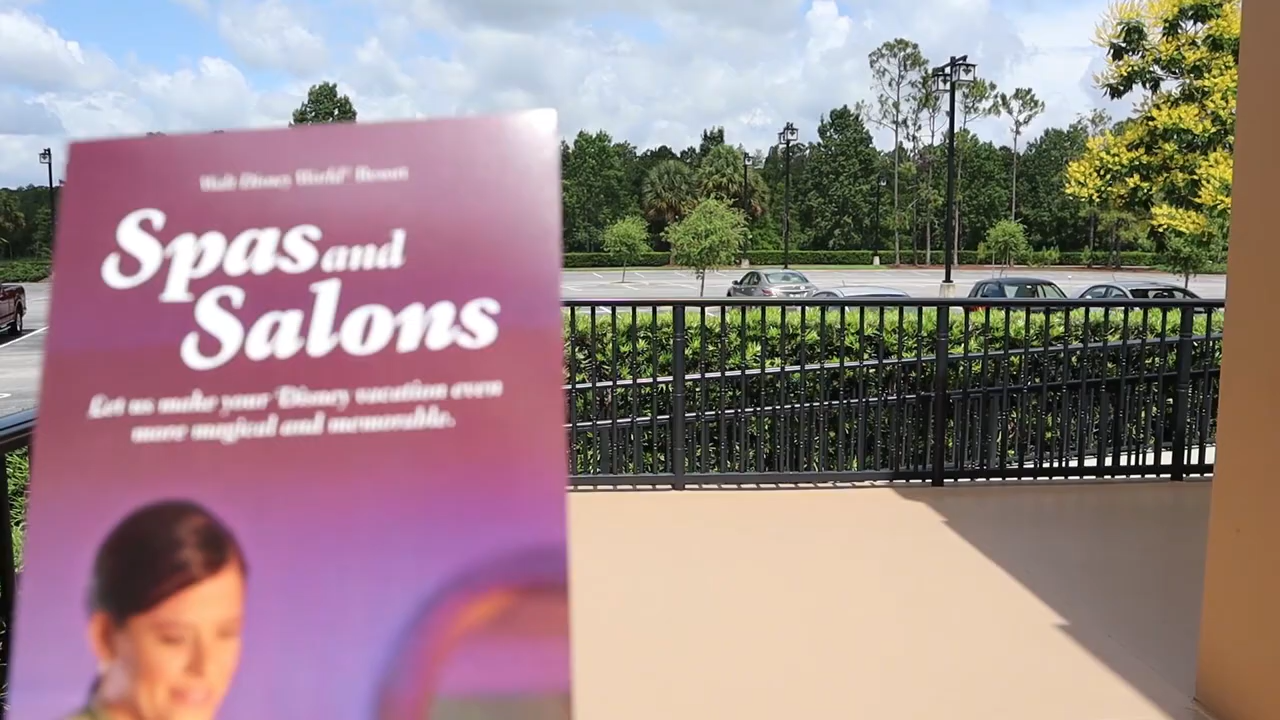 Walt Disney World® Resort
Spas and
Salons
Let us make your Disney vacation even
more magical and memorable.